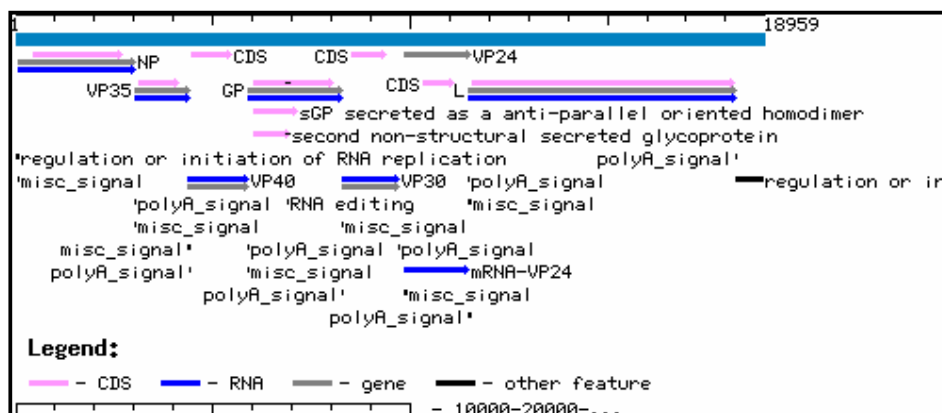 1 18959
CDS CDS VP24
NP
VP35 GP CDS L
sGP secreted as a anti-parallel oriented homodimer
second non-structural secreted glycoprotein
regulation or initiation of RNA replication polyA_signal
misc_signal VP40 VP30 polyA_signal regulation or in
polyA_signal RNA editing misc_signal
misc_signal misc_signal
misc_signal polyA_signal polyA_signal
polyA_signal misc_signal mRNA-VP24
polyA_signal misc_signal
polyA_signal
Legend:
- CDS - RNA - gene - other feature
- 10000-20000-...